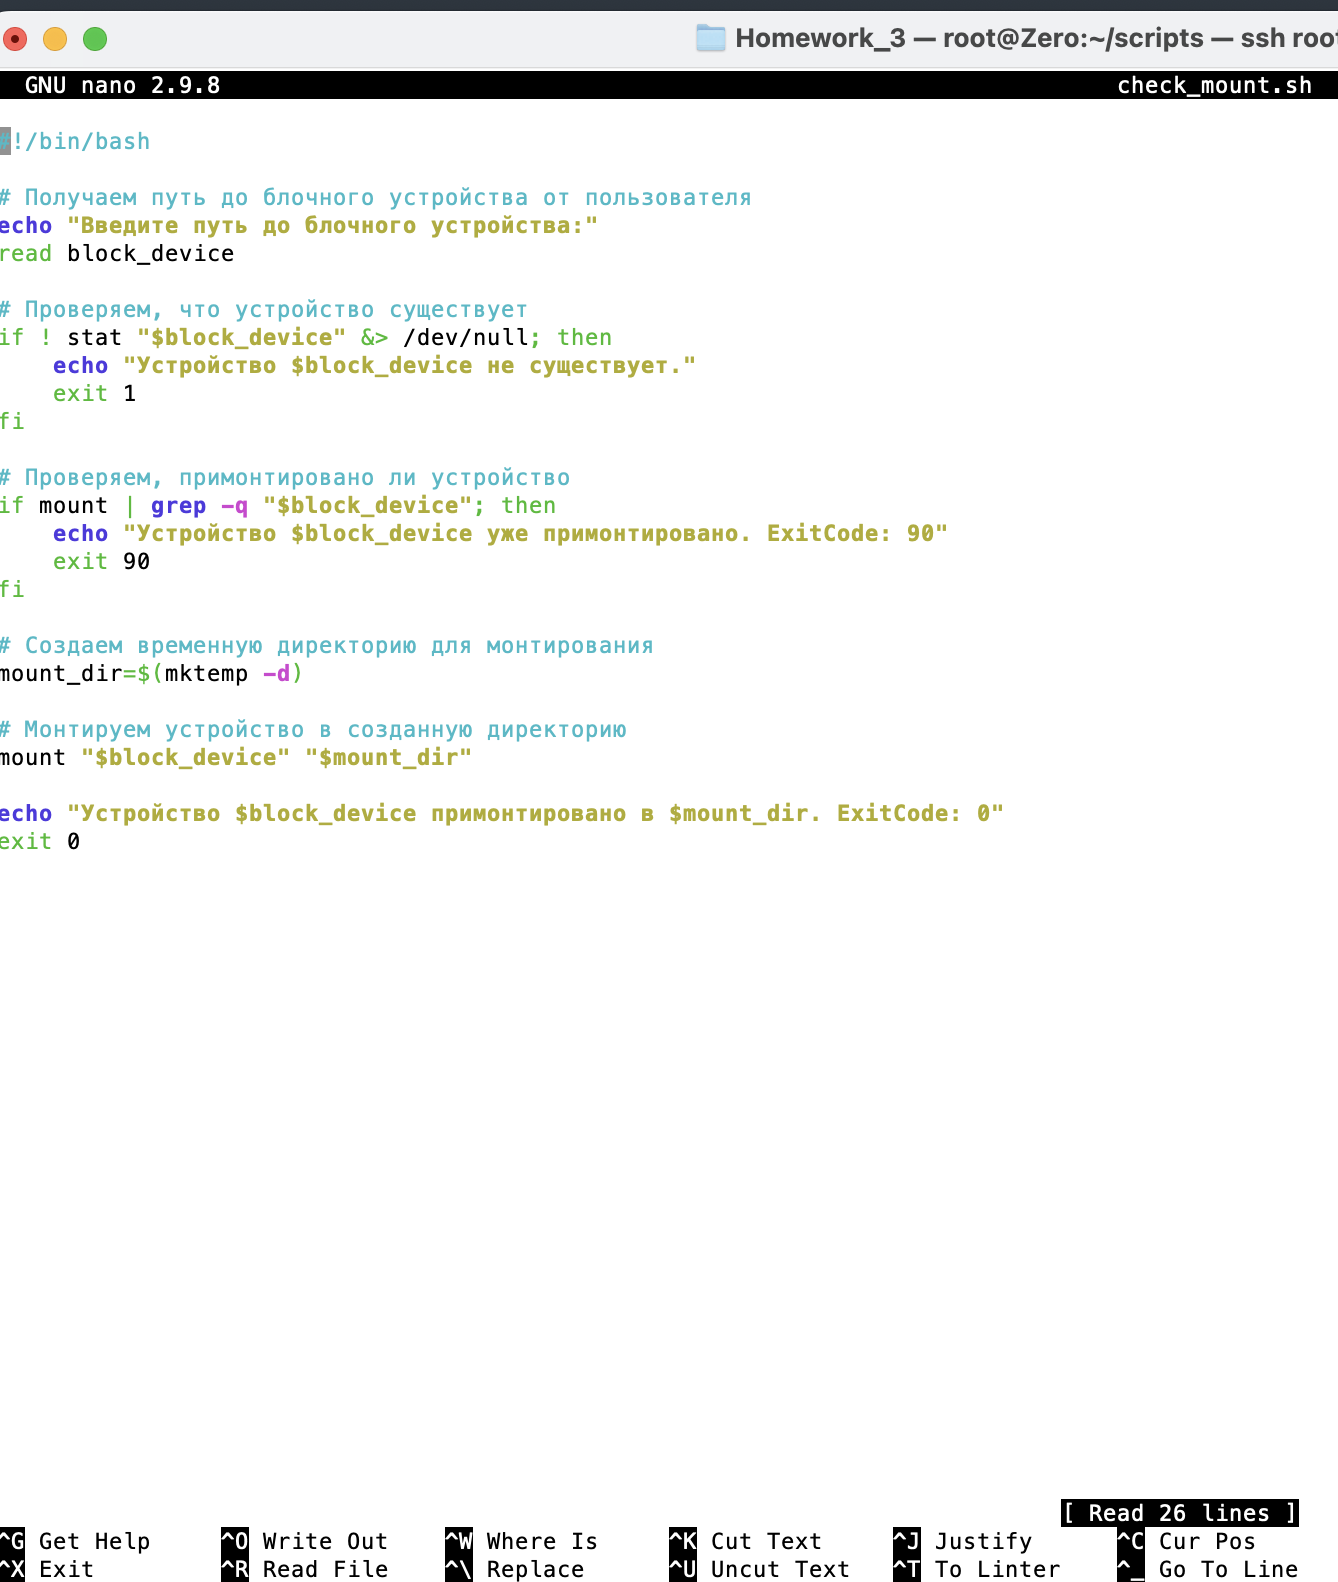 Homework_3 — root@Zero:~/scripts — ssh root
GNU nano 2.9.8 check_mount.sh
#!/bin/bash
# Получаем путь до блочного устройства от пользователя
echo "Введите путь до блочного устройства:"
read block_device
# Проверяем, что устройство существует
if ! stat "$block_device" &> /dev/null; then
    echo "Устройство $block_device не существует."
    exit 1
fi
# Проверяем, примонтировано ли устройство
if mount | grep -q "$block_device"; then
    echo "Устройство $block_device уже примонтировано. ExitCode: 90"
    exit 90
fi
# Создаем временную директорию для монтирования
mount_dir=$(mktemp -d)
# Монтируем устройство в созданную директорию
mount "$block_device" "$mount_dir"
echo "Устройство $block_device примонтировано в $mount_dir. ExitCode: 0"
exit 0
[ Read 26 lines ]
^G Get Help ^O Write Out ^W Where Is ^K Cut Text ^J Justify ^C Cur Pos
^X Exit ^R Read File ^\ Replace ^U Uncut Text ^T To Linter ^_ Go To Line